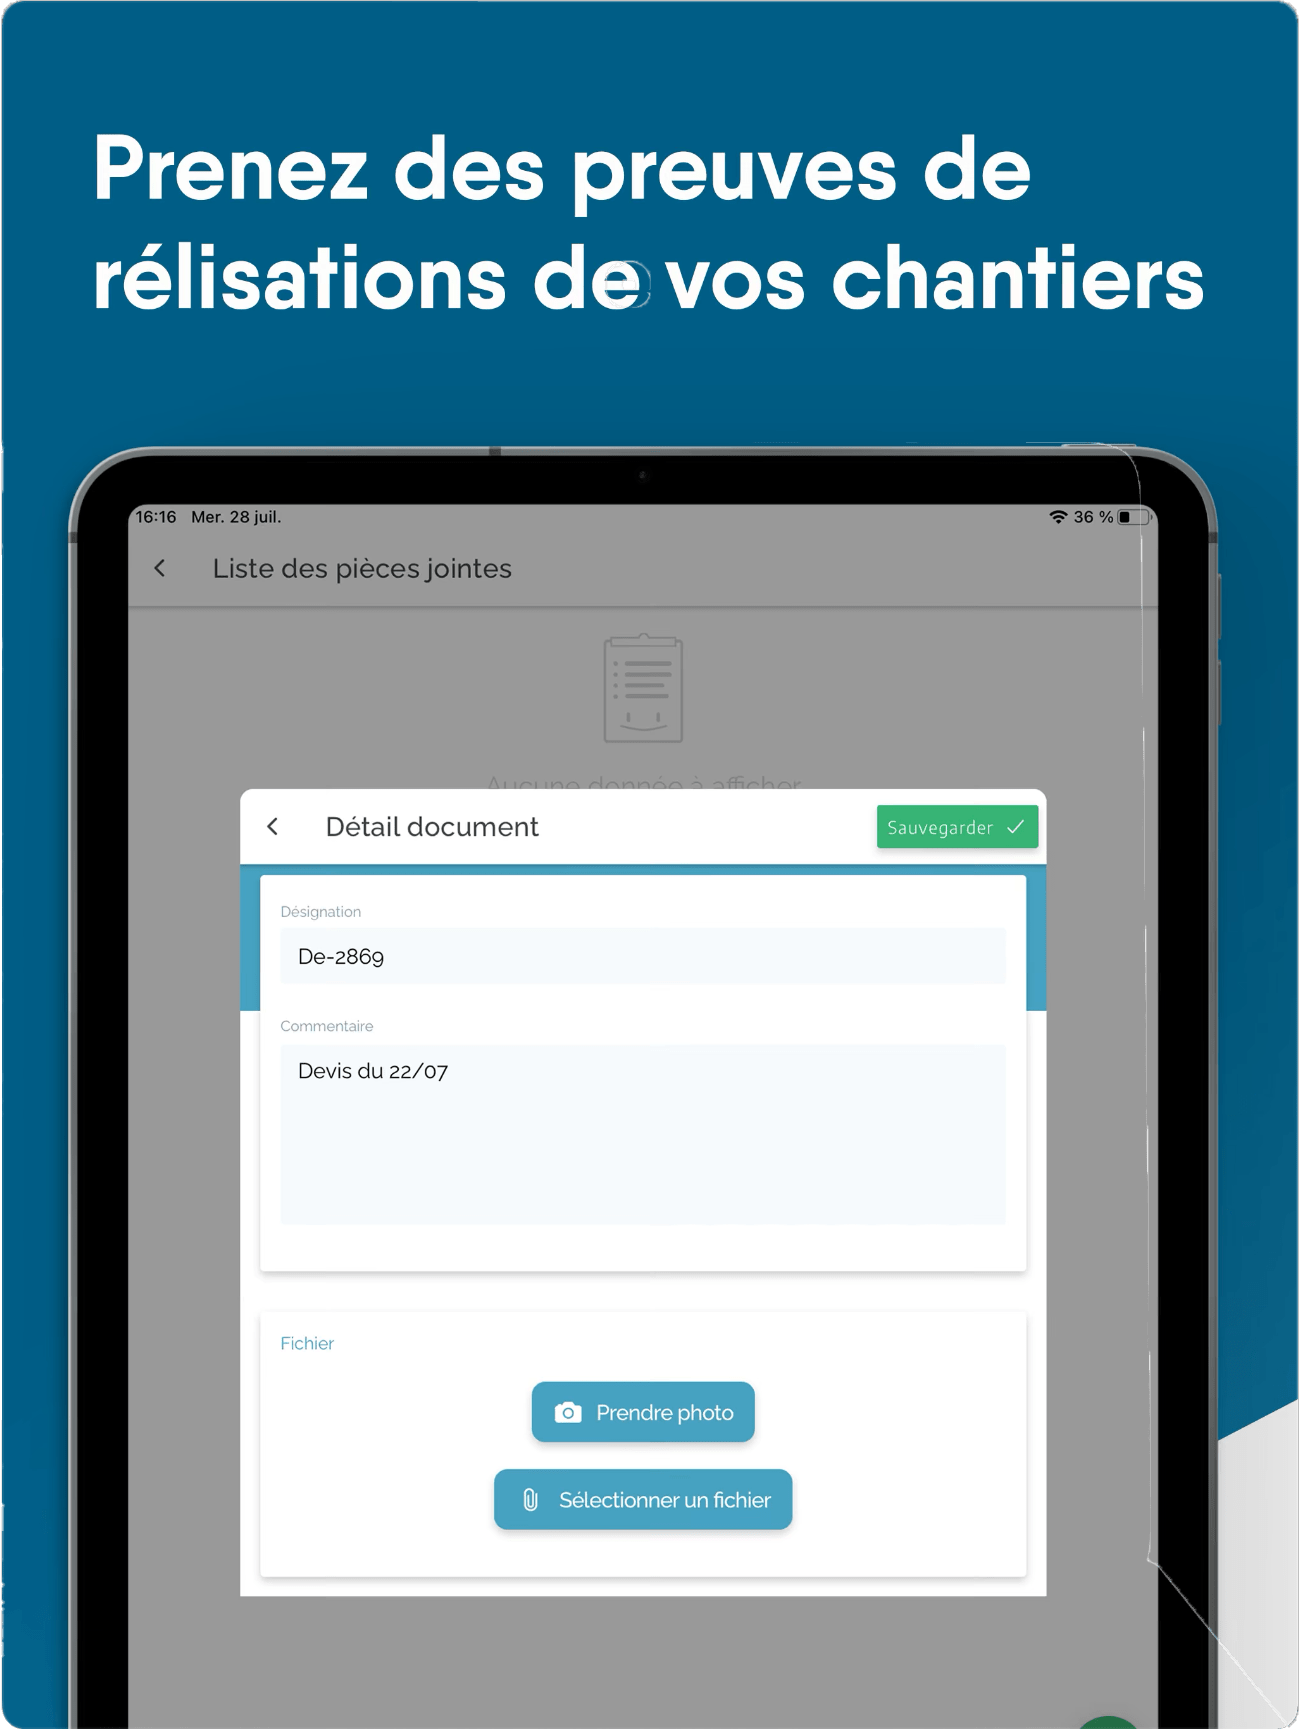 Prenez des preuves de
rélisations de vos chantiers
16:16 Mer. 28 juil. 36 %
Liste des pièces jointes
Aucune donnée à afficher
Détail document Sauvegarder
Désignation
De-2869
Commentaire
Devis du 22/07
Fichier
Prendre photo
Sélectionner un fichier